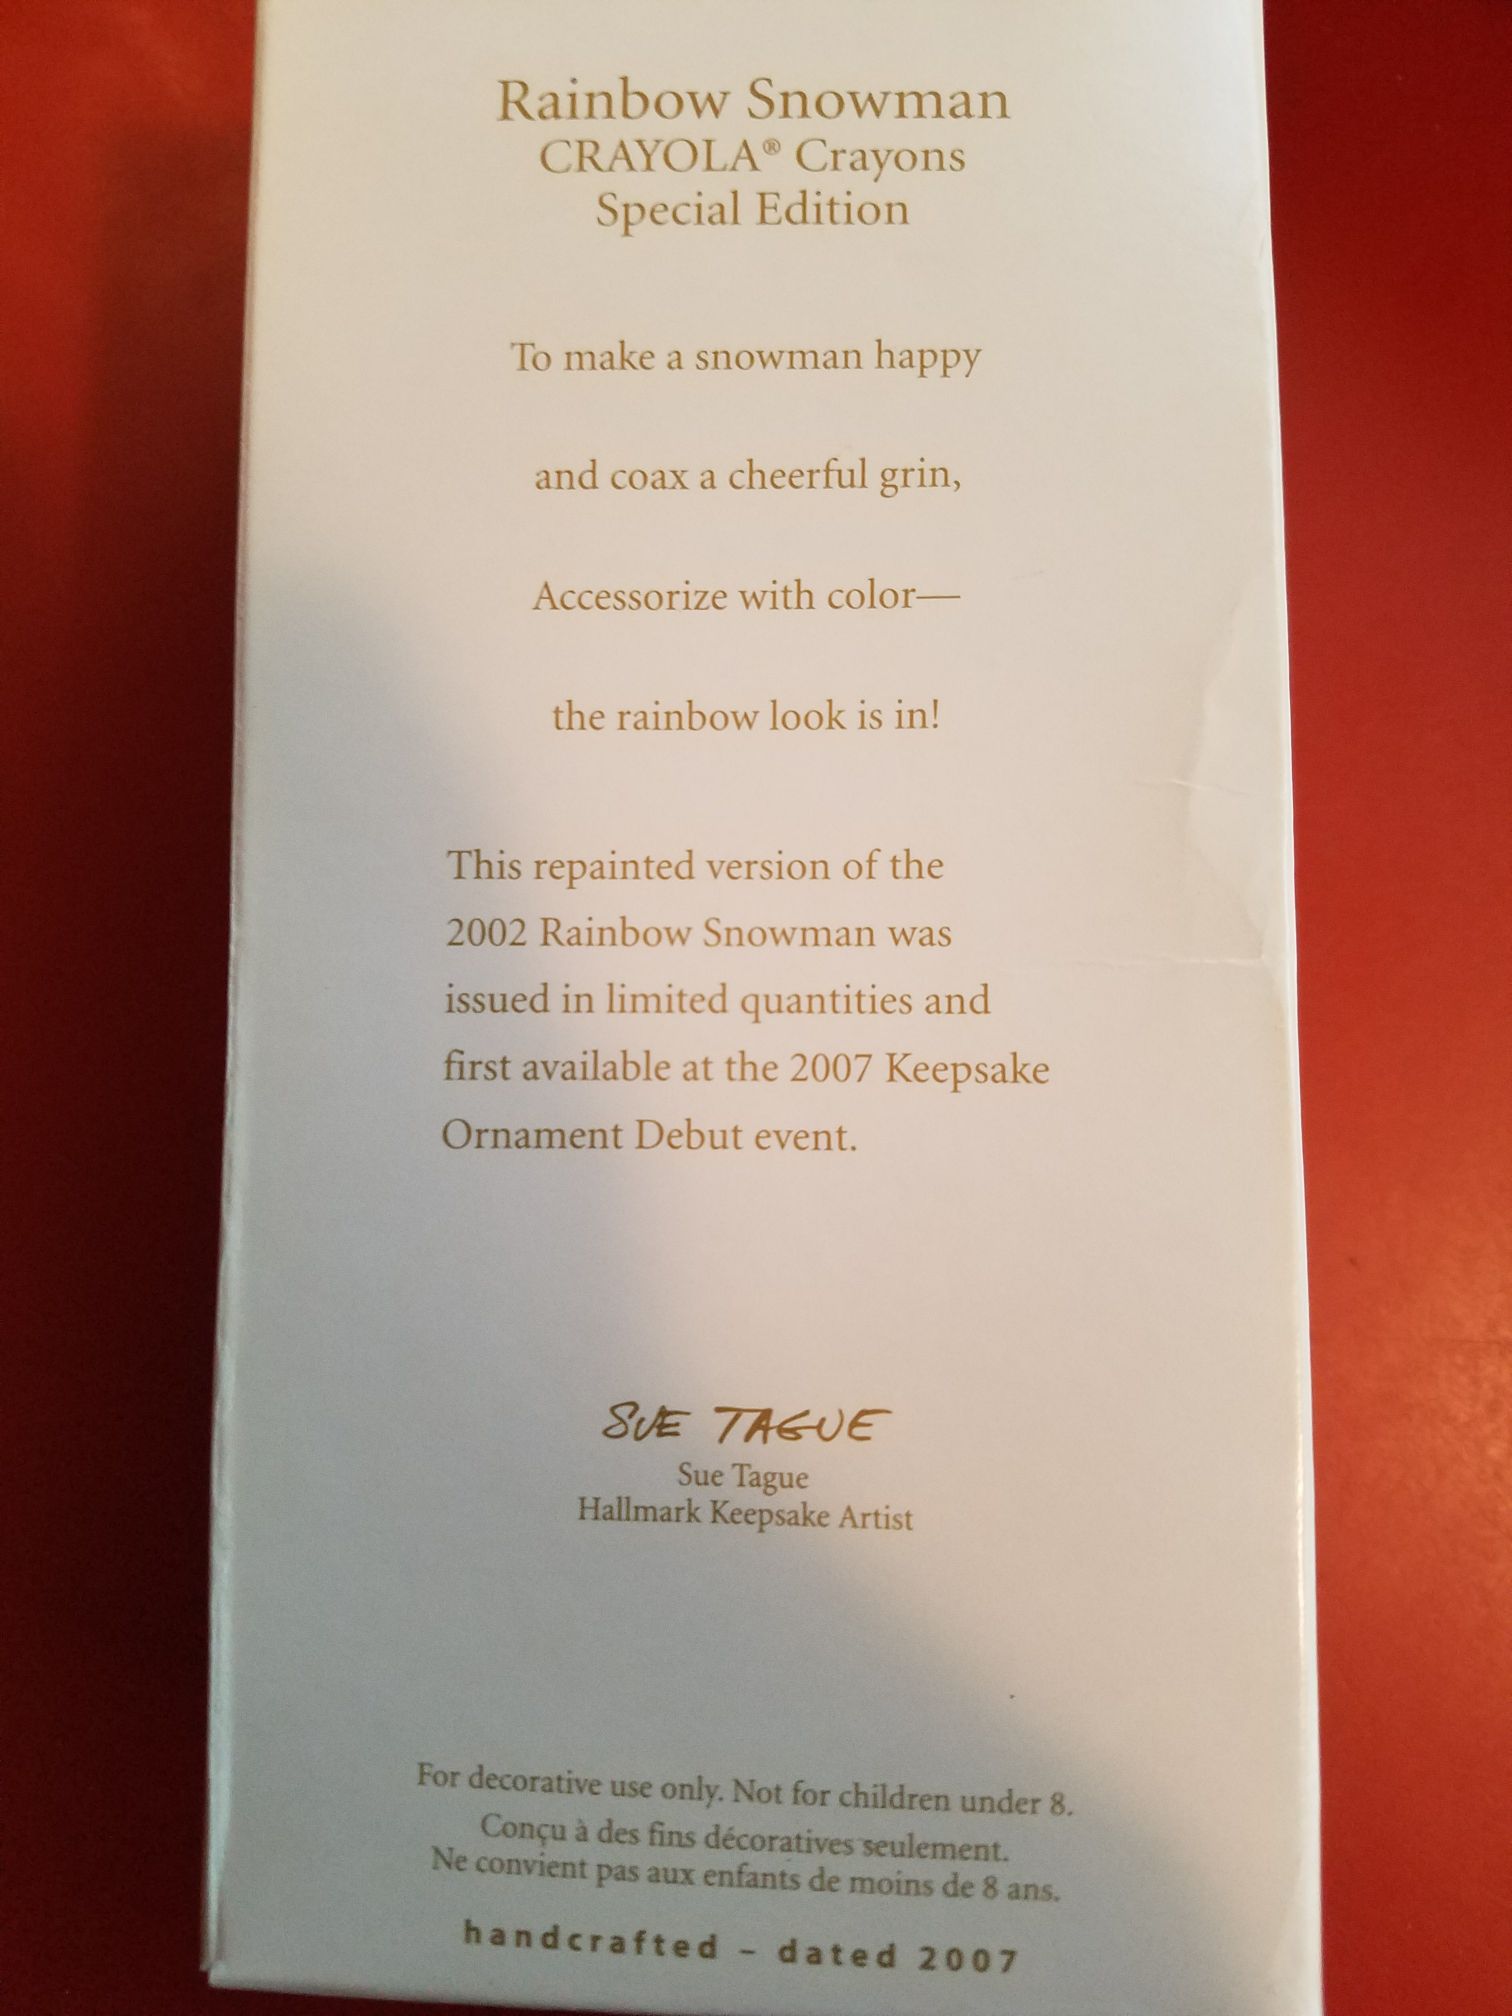 Rainbow Snowman
CRAYOLA® Crayons
Special Edition
To make a snowman happy
and coax a cheerful grin,
Accessorize with color—
the rainbow look is in!
This repainted version of the
2002 Rainbow Snowman was
issued in limited quantities and
first available at the 2007 Keepsake
Ornament Debut event.
SUE TAGUE
Sue Tague
Hallmark Keepsake Artist
For decorative use only. Not for children under 8.
Conçu à des fins décoratives seulement.
Ne convient pas aux enfants de moins de 8 ans.
handcrafted – dated 2007